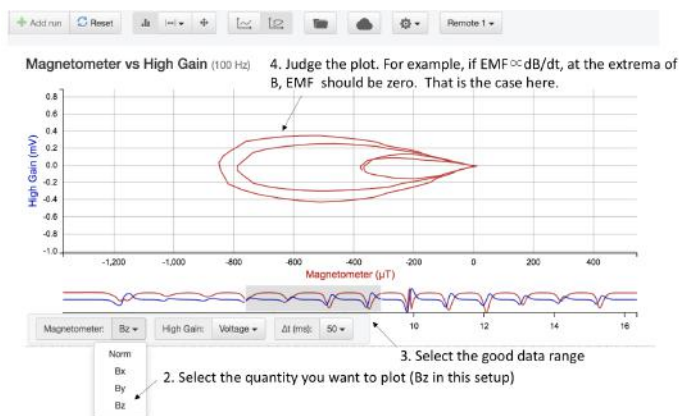 Add run Reset Remote 1
Magnetometer vs High Gain (100 Hz)
4. Judge the plot. For example, if EMF∝dB/dt, at the extrema of
B, EMF should be zero. That is the case here.
High Gain (mV)
0.8
0.6
0.4
0.2
0.0
-0.2
-0.4
-0.6
-0.8
-1.0
-1,200 -1,000 -800 -600 -400 -200 0 200 400
Magnetometer (μT)
10 12 14 16
Magnetometer: Bz High Gain: Voltage Δt (ms): 50
3. Select the good data range
Norm
Bx
By
Bz
2. Select the quantity you want to plot (Bz in this setup)